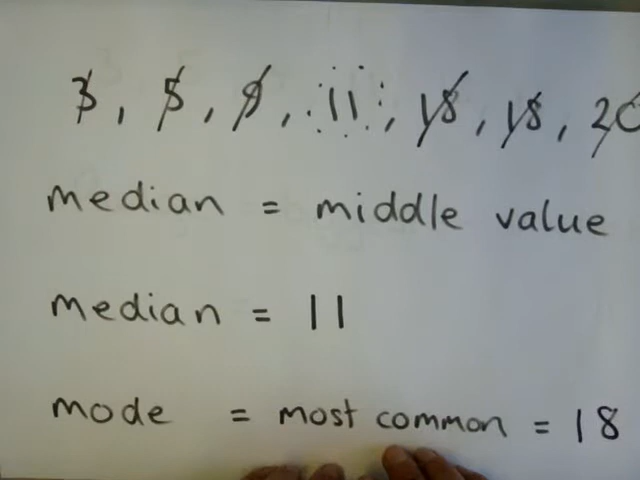 3, 5, 9, 11, 18, 18, 20
median = middle value
median = 11
mode = most common = 18